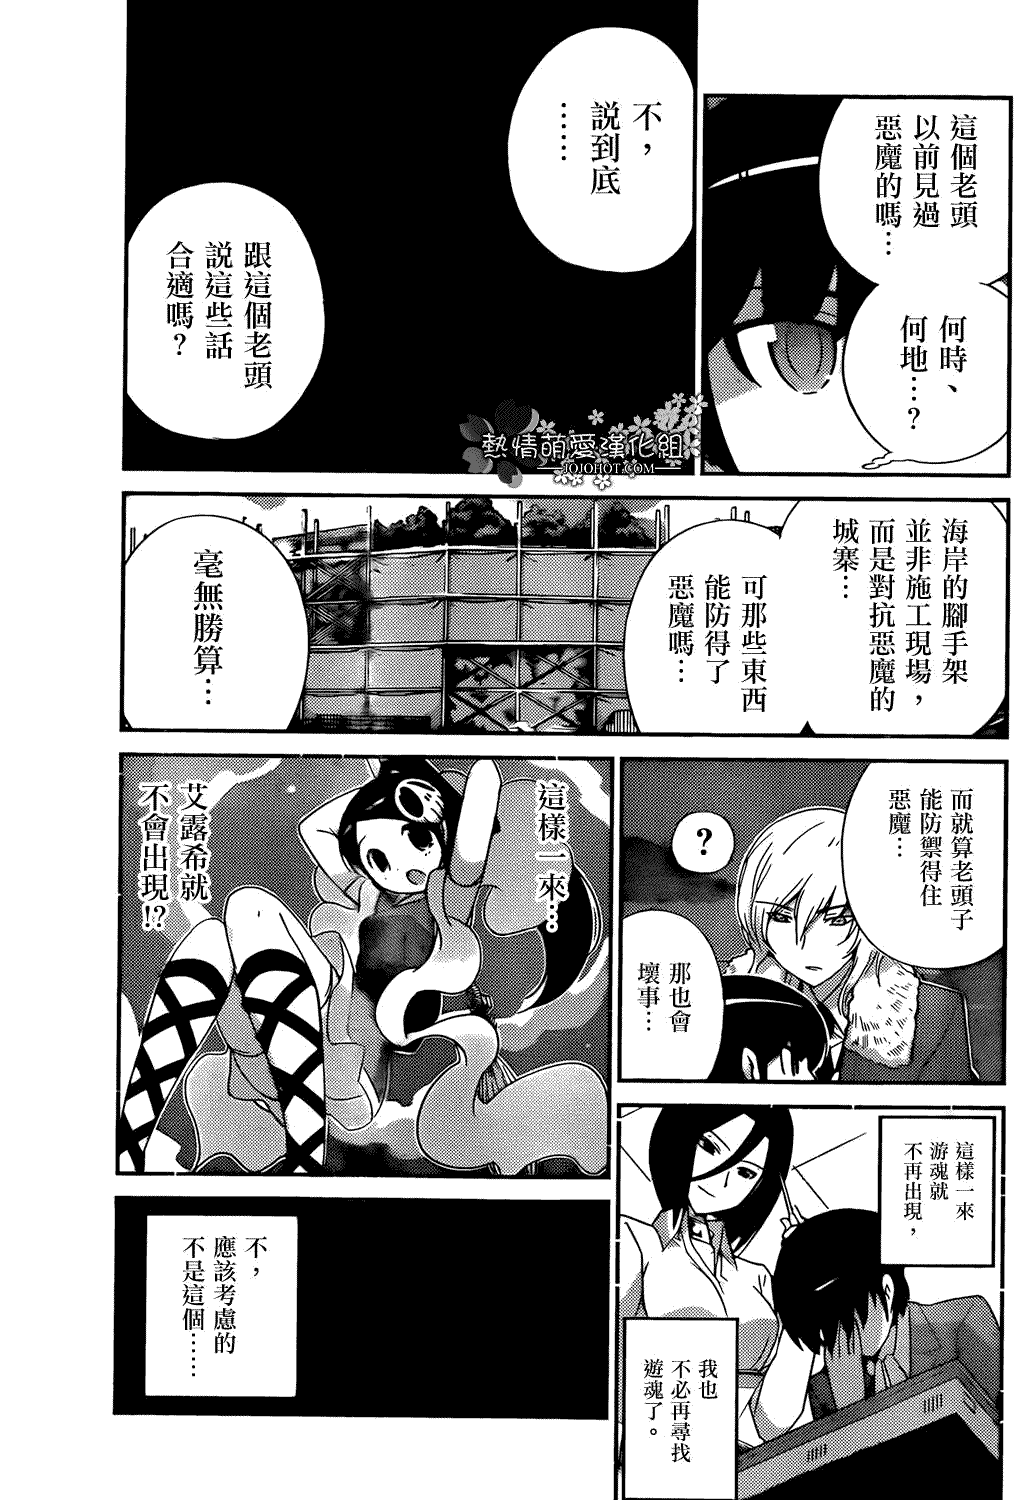 這個老頭
以前見過
惡魔的嗎…
何時、
何地…?
不，
說到底
……
跟這個老頭
說這些話
合適嗎?
熱情萌愛漢化組
JOJOHOT.COM
海岸的腳手架
並非施工現場，
而是對抗惡魔的
城寨…
可那些東西
能防得了
惡魔嗎…
毫無勝算…
而就算老頭子
能防禦得住
惡魔…
?
那也會
壞事…
這樣一來…
艾露希就
不會出現!?
這樣一來
游魂就
不再出現，
我也
不必再尋找
遊魂了。
不，
應該考慮的
不是這個……